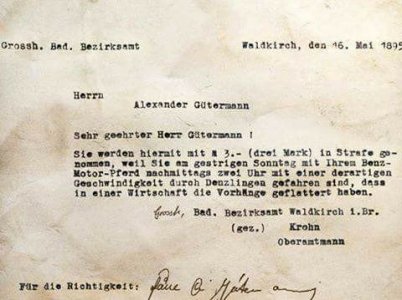 Grossh. Bad. Bezirksamt Waldkirch, den 16. Mai 1895
Herrn
Alexander Gütermann
Sehr geehrter Herr Gütermann !
Sie werden hiermit mit M 3.- (drei Mark) in Strafe ge-
nommen, weil Sie am gestrigen Sonntag mit Ihrem Benz-
Motor-Pferd nachmittags zwei Uhr mit einer derartigen
Geschwindigkeit durch Denzlingen gefahren sind, dass
in einer Wirtschaft die Vorhänge geflattert haben.
Grossh. Bad. Bezirksamt Waldkirch i.Br.
(gez.) Krohn
Oberamtmann
Für die Richtigkeit: